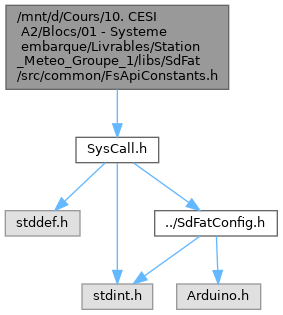 /mnt/d/Cours/10. CESI
A2/Blocs/01 - Systeme
embarque/Livrables/Station
_Meteo_Groupe_1/libs/SdFat
/src/common/FsApiConstants.h
SysCall.h
stddef.h
../SdFatConfig.h
stdint.h
Arduino.h